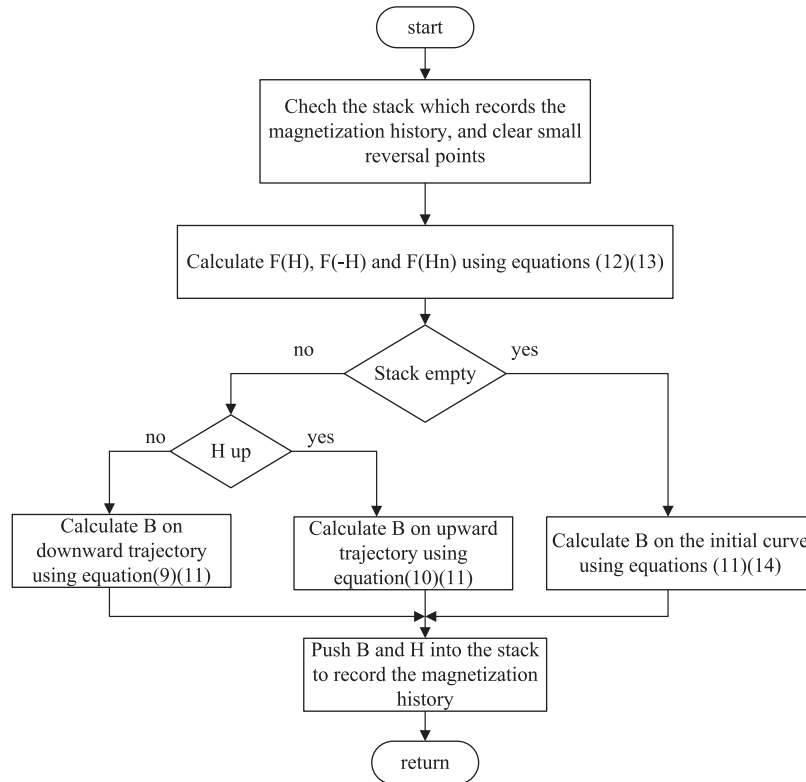 start
Chech the stack which records the
magnetization history, and clear small
reversal points
Calculate F(H), F(-H) and F(Hn) using equations (12)(13)
no
yes
Stack empty
no
yes
H up
Calculate B on
downward trajectory
using equation(9)(11)
Calculate B on upward
trajectory using
equation(10)(11)
Calculate B on the initial curve
using equations (11)(14)
Push B and H into the stack
to record the magnetization
history
return